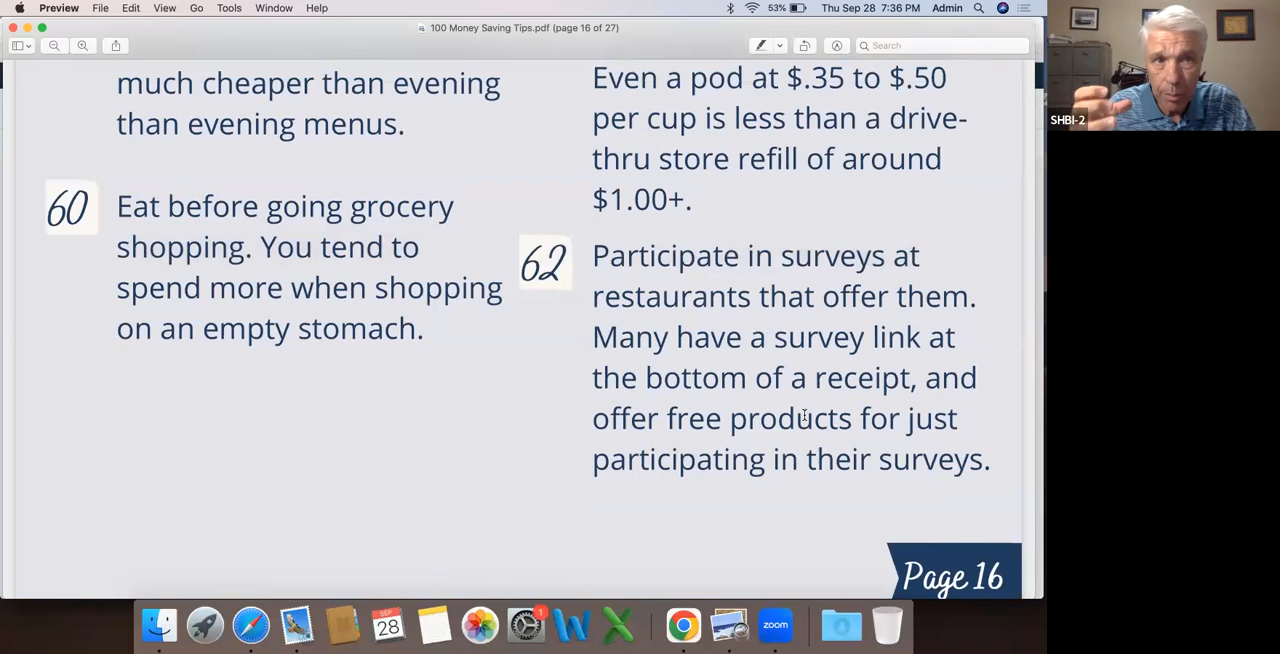 Preview File Edit View Go Tools Window Help
53% Thu Sep 28 7:36 PM Admin
100 Money Saving Tips.pdf (page 16 of 27)
Search
much cheaper than evening
than evening menus.
60
Eat before going grocery
shopping. You tend to
spend more when shopping
on an empty stomach.
Even a pod at $.35 to $.50
per cup is less than a drive-
thru store refill of around
$1.00+.
62
Participate in surveys at
restaurants that offer them.
Many have a survey link at
the bottom of a receipt, and
offer free products for just
participating in their surveys.
Page 16
SHBI-2
SEP
28
1
zoom